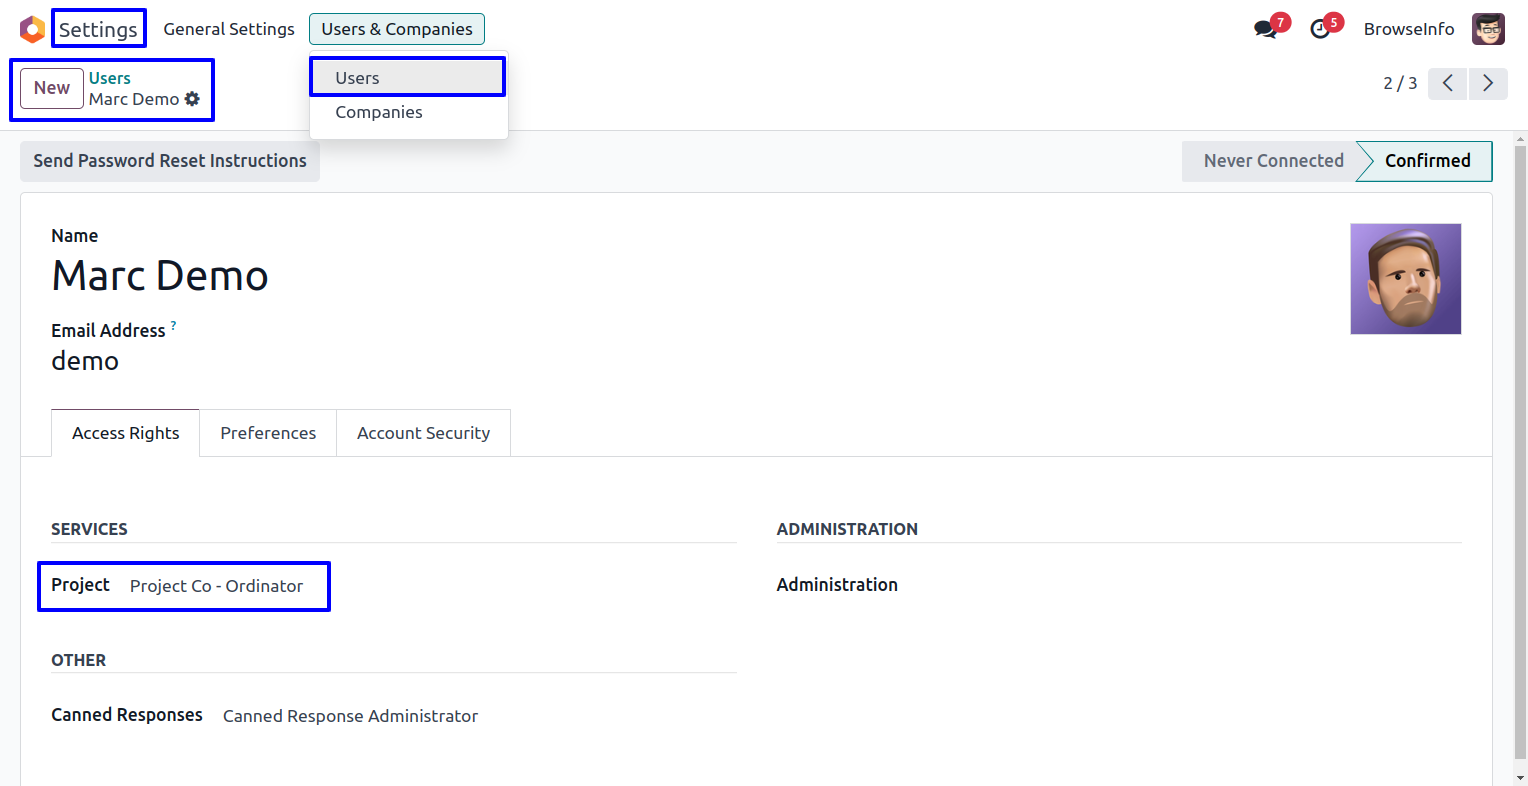 Settings General Settings Users & Companies 7 5 BrowseInfo
Users
Companies
New Users
Marc Demo
2 / 3
Send Password Reset Instructions Never Connected Confirmed
Name
Marc Demo
Email Address ?
demo
Access Rights Preferences Account Security
SERVICES ADMINISTRATION
Project Project Co - Ordinator Administration
OTHER
Canned Responses Canned Response Administrator